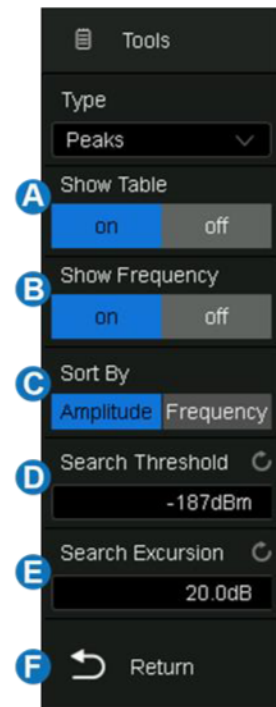 Tools
Type
Peaks
A Show Table
on off
B Show Frequency
on off
C Sort By
Amplitude Frequency
D Search Threshold
-187dBm
E Search Excursion
20.0dB
F Return